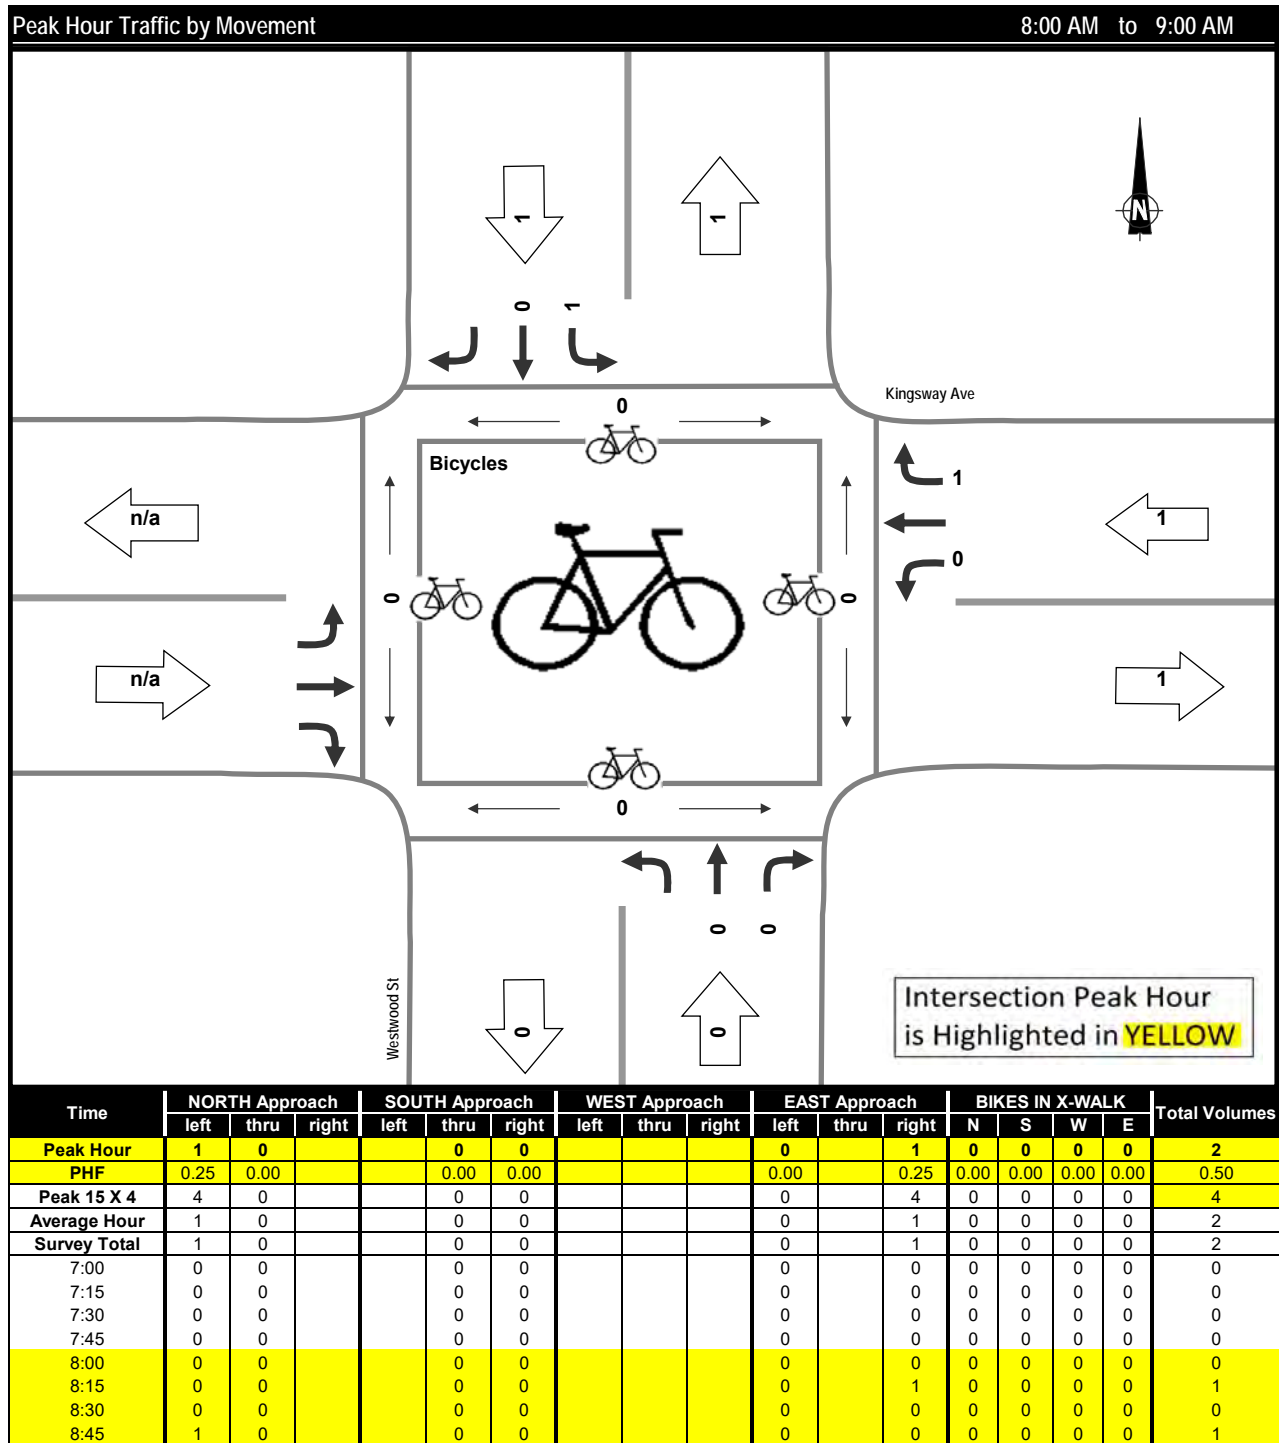 Peak Hour Traffic by Movement 8:00 AM to 9:00 AM
1 1
N
0 1
Kingsway Ave
0
Bicycles
1
n/a 1
0
0 0
n/a 1
0
0 0
Westwood St
0 0
Intersection Peak Hour
is Highlighted in YELLOW
Time NORTH Approach SOUTH Approach WEST Approach EAST Approach BIKES IN X-WALK Total Volumes
left thru right left thru right left thru right left thru right N S W E
Peak Hour 1 0 0 0 0 1 0 0 0 0 2
PHF 0.25 0.00 0.00 0.00 0.00 0.25 0.00 0.00 0.00 0.00 0.50
Peak 15 X 4 4 0 0 0 0 4 0 0 0 0 4
Average Hour 1 0 0 0 0 1 0 0 0 0 2
Survey Total 1 0 0 0 0 1 0 0 0 0 2
7:00 0 0 0 0 0 0 0 0 0 0 0
7:15 0 0 0 0 0 0 0 0 0 0 0
7:30 0 0 0 0 0 0 0 0 0 0 0
7:45 0 0 0 0 0 0 0 0 0 0 0
8:00 0 0 0 0 0 0 0 0 0 0 0
8:15 0 0 0 0 0 1 0 0 0 0 1
8:30 0 0 0 0 0 0 0 0 0 0 0
8:45 1 0 0 0 0 0 0 0 0 0 1